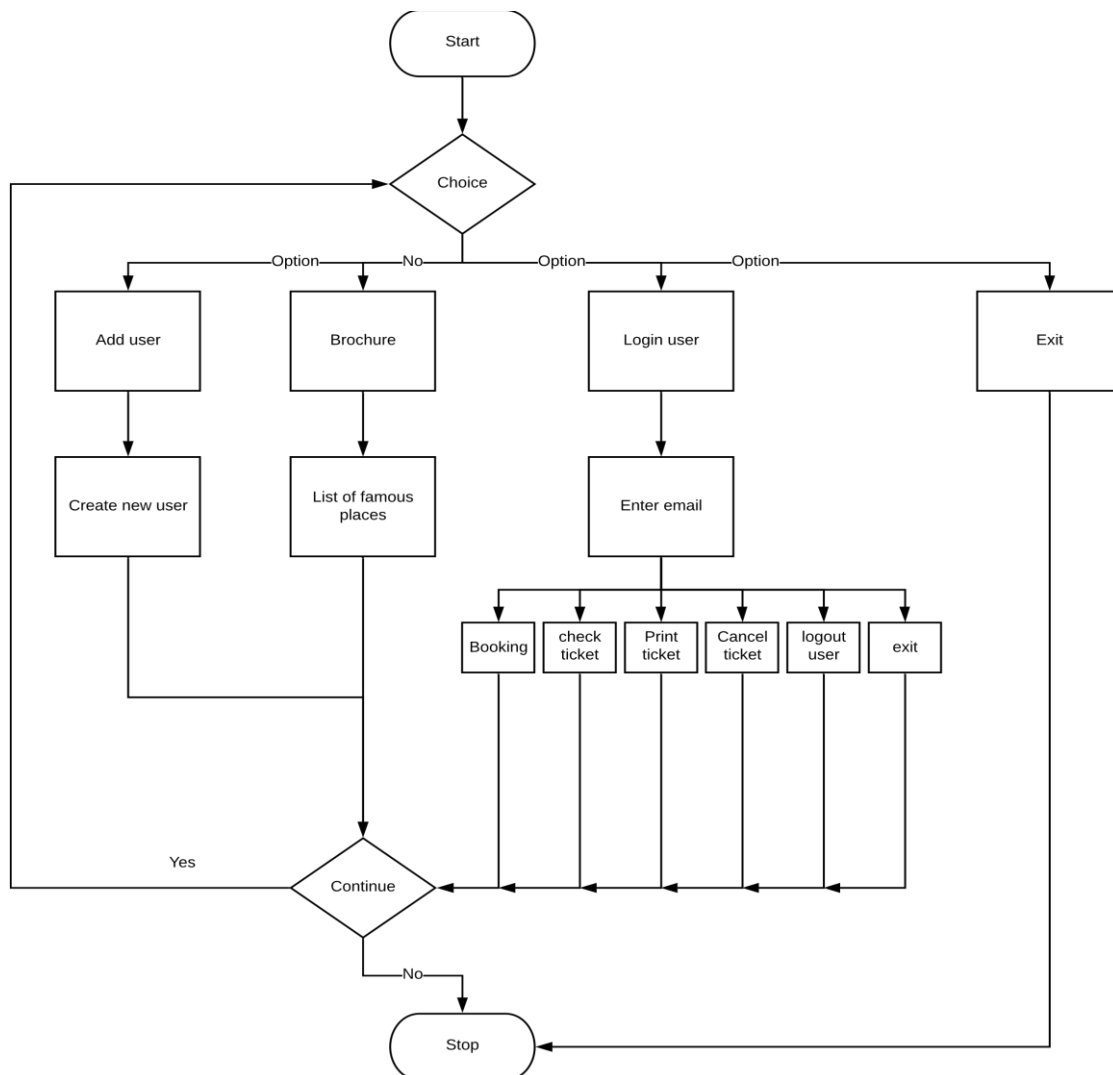 Start
Choice
Option
No
Option
Option
Add user
Brochure
Login user
Exit
Create new user
List of famous
places
Enter email
Booking
check
ticket
Print
ticket
Cancel
ticket
logout
user
exit
Yes
Continue
No
Stop